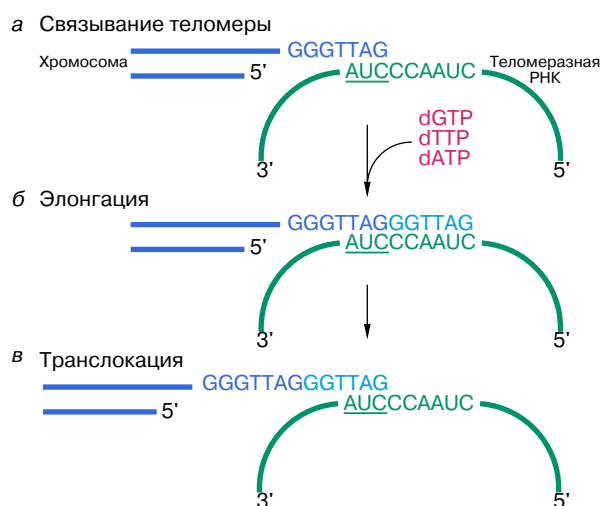 а Связывание теломеры
GGGTTAG
Хромосома
5'
AUCCCAAUC
Теломеразная
РНК
dGTP
dTTP
dATP
3'
5'
б Элонгация
GGGTTAGGGTTAG
5'
AUCCCAAUC
3'
5'
в Транслокация
GGGTTAGGGTTAG
5'
AUCCCAAUC
3'
5'